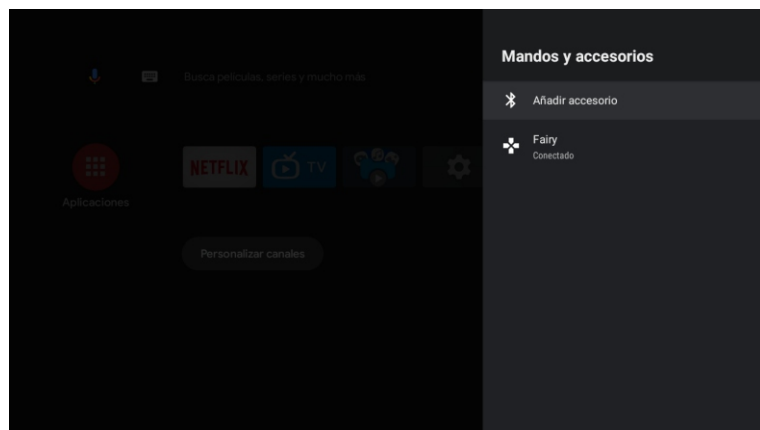 Mandos y accesorios
Añadir accesorio
Fairy
Conectado
Busca películas, series y mucho más
NETFLIX
TV
Aplicaciones
Personalizar canales